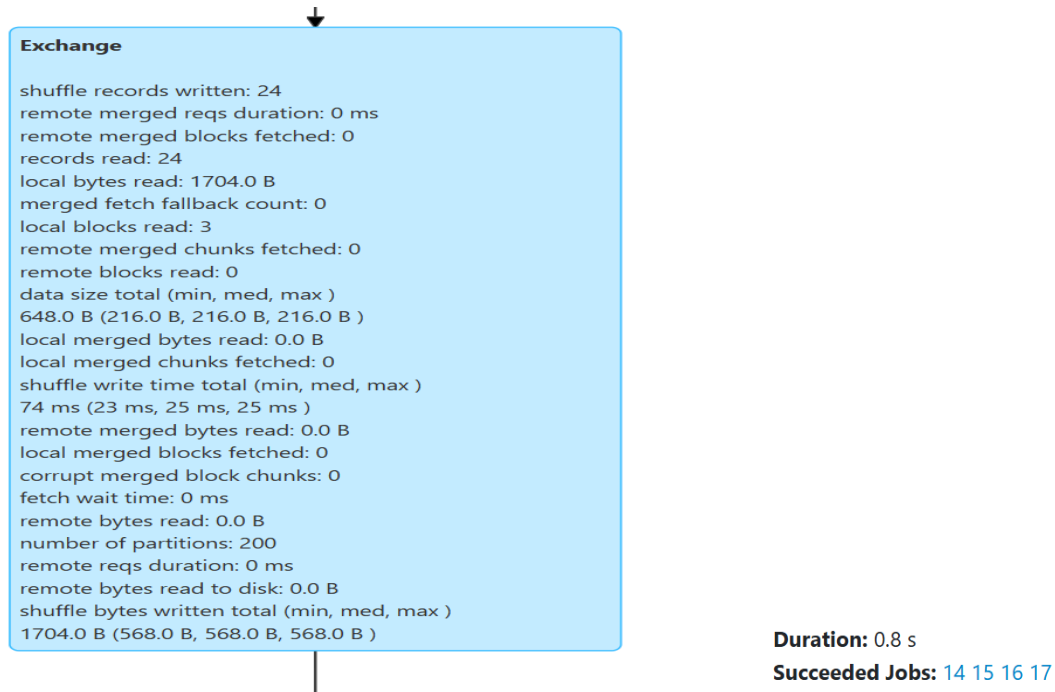 Exchange
shuffle records written: 24
remote merged reqs duration: 0 ms
remote merged blocks fetched: 0
records read: 24
local bytes read: 1704.0 B
merged fetch fallback count: 0
local blocks read: 3
remote merged chunks fetched: 0
remote blocks read: 0
data size total (min, med, max )
648.0 B (216.0 B, 216.0 B, 216.0 B )
local merged bytes read: 0.0 B
local merged chunks fetched: 0
shuffle write time total (min, med, max )
74 ms (23 ms, 25 ms, 25 ms )
remote merged bytes read: 0.0 B
local merged blocks fetched: 0
corrupt merged block chunks: 0
fetch wait time: 0 ms
remote bytes read: 0.0 B
number of partitions: 200
remote reqs duration: 0 ms
remote bytes read to disk: 0.0 B
shuffle bytes written total (min, med, max )
1704.0 B (568.0 B, 568.0 B, 568.0 B )
Duration: 0.8 s
Succeeded Jobs: 14 15 16 17